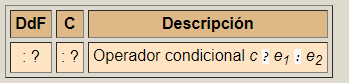 DdF C Descripción
: ? : ? Operador condicional c ? e1 : e2